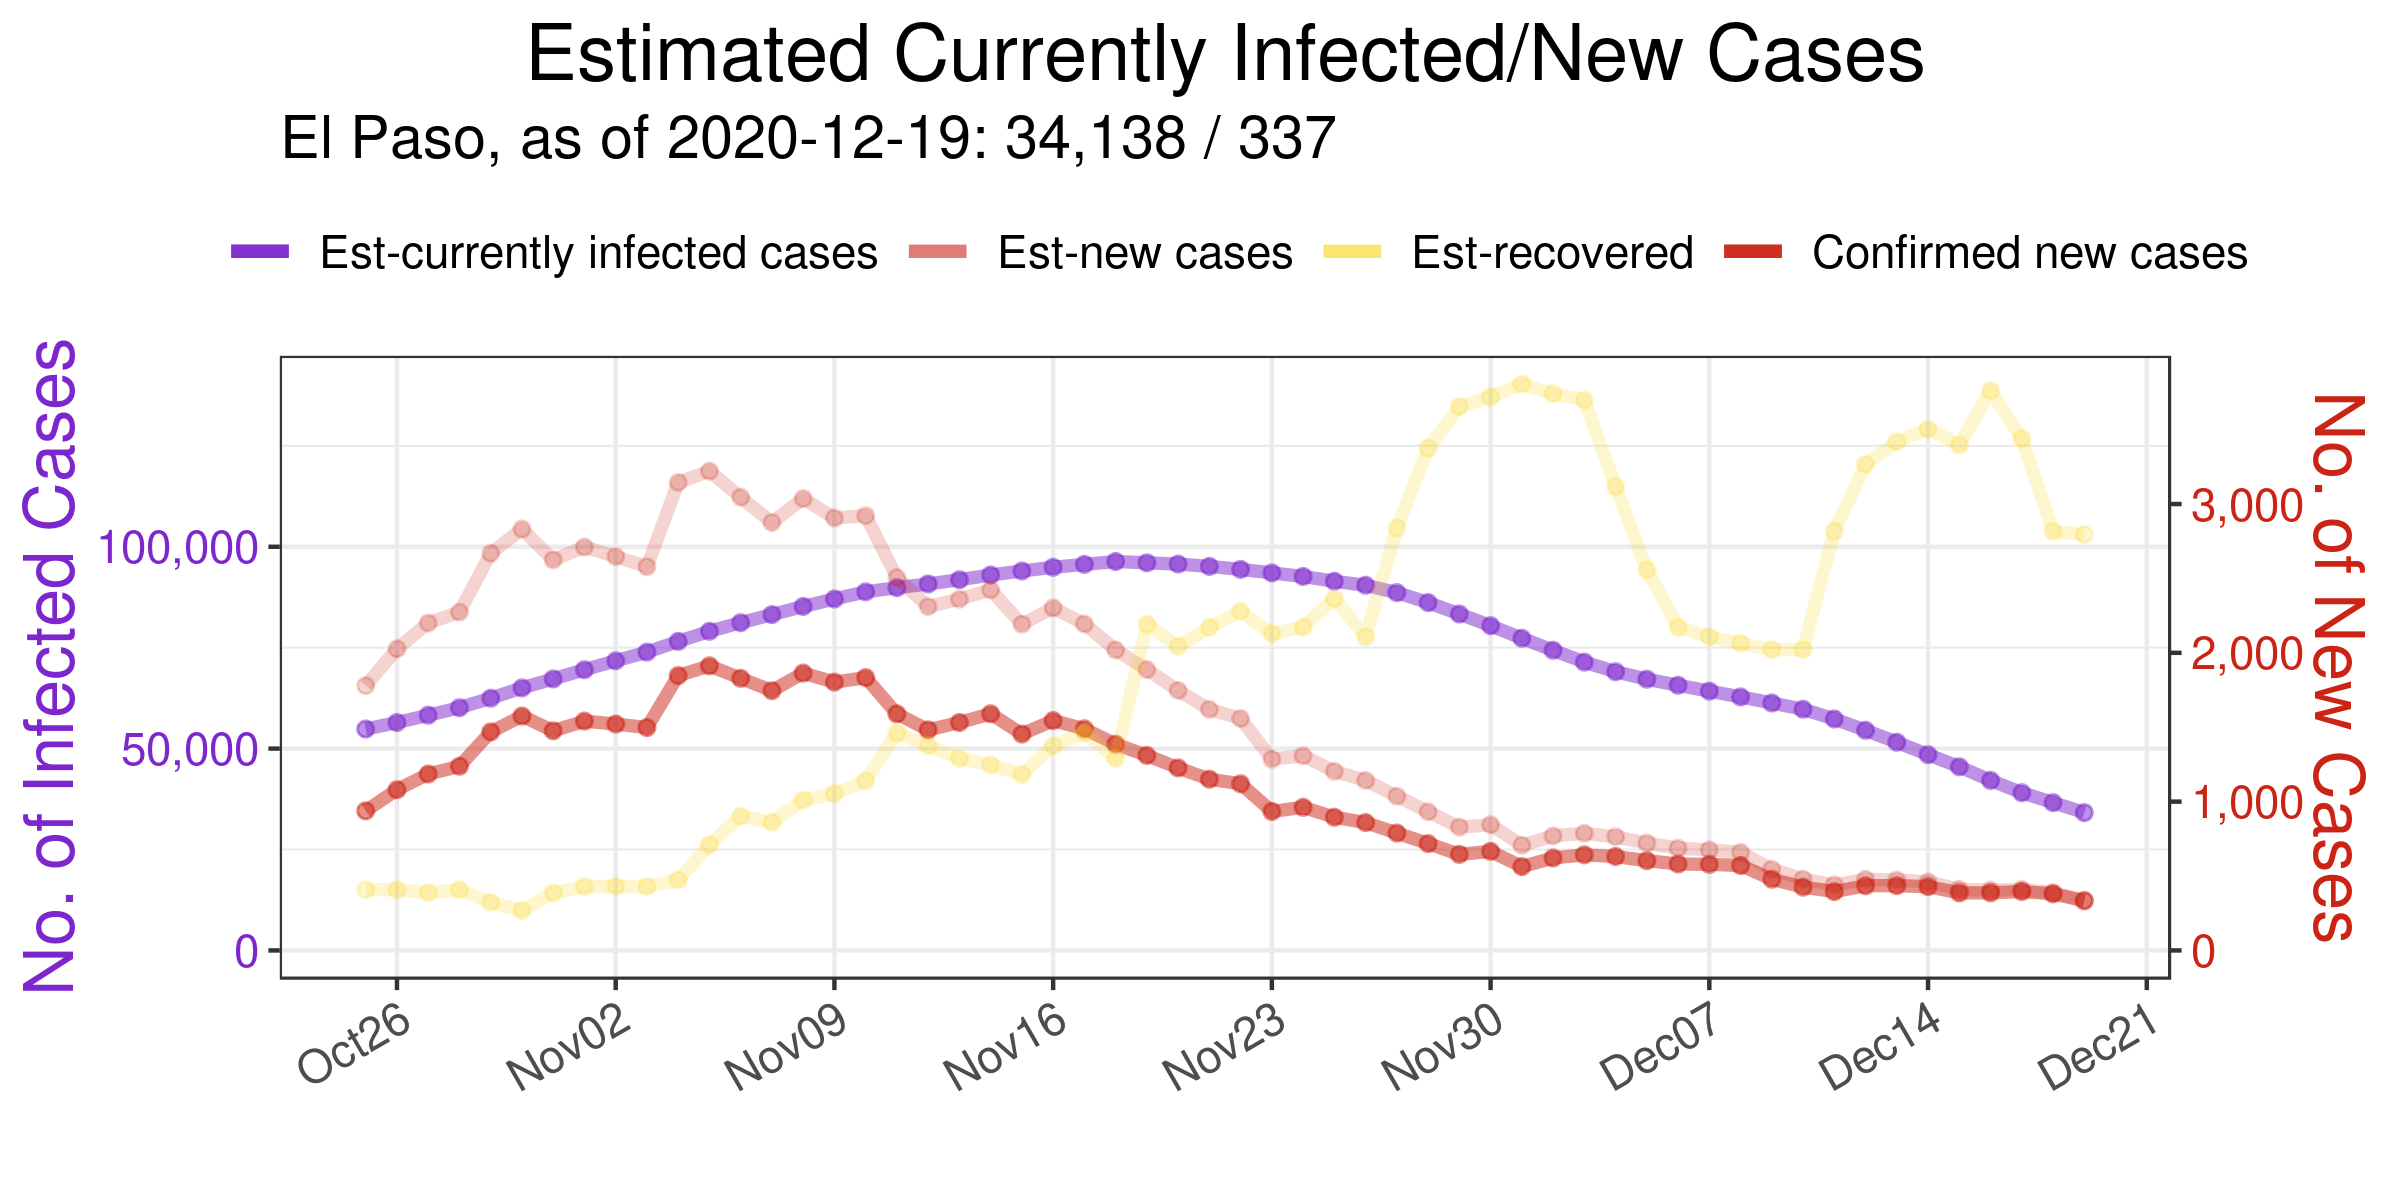 Estimated Currently Infected/New Cases
El Paso, as of 2020-12-19: 34,138 / 337
Est-currently infected cases Est-new cases Est-recovered Confirmed new cases
No. of Infected Cases
100,000
50,000
0
3,000
2,000
1,000
0
No. of New Cases
Oct26 Nov02 Nov09 Nov16 Nov23 Nov30 Dec07 Dec14 Dec21